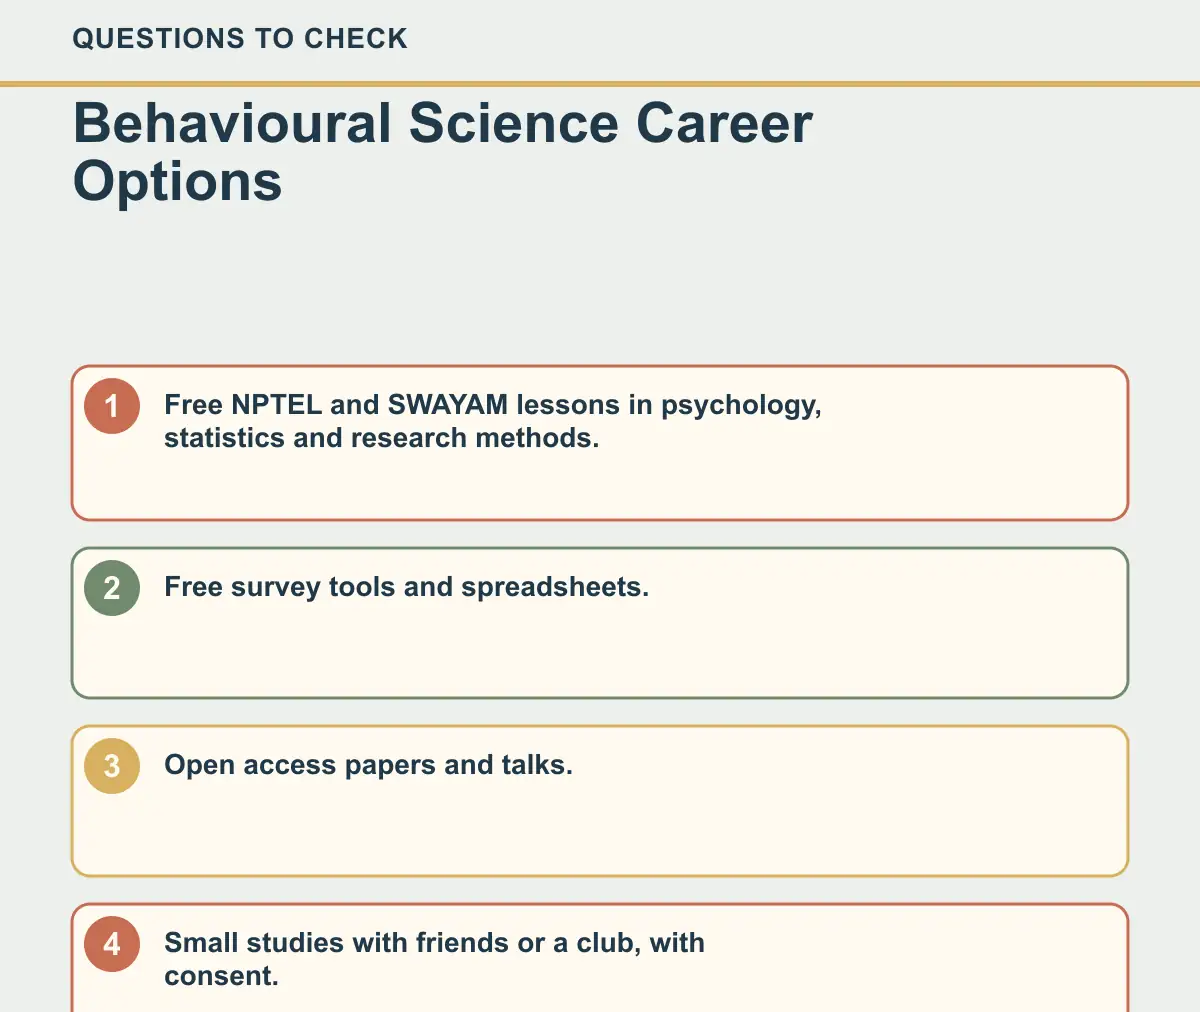 QUESTIONS TO CHECK
Behavioural Science Career
Options
1
Free NPTEL and SWAYAM lessons in psychology,
statistics and research methods.
2
Free survey tools and spreadsheets.
3
Open access papers and talks.
4
Small studies with friends or a club, with
consent.